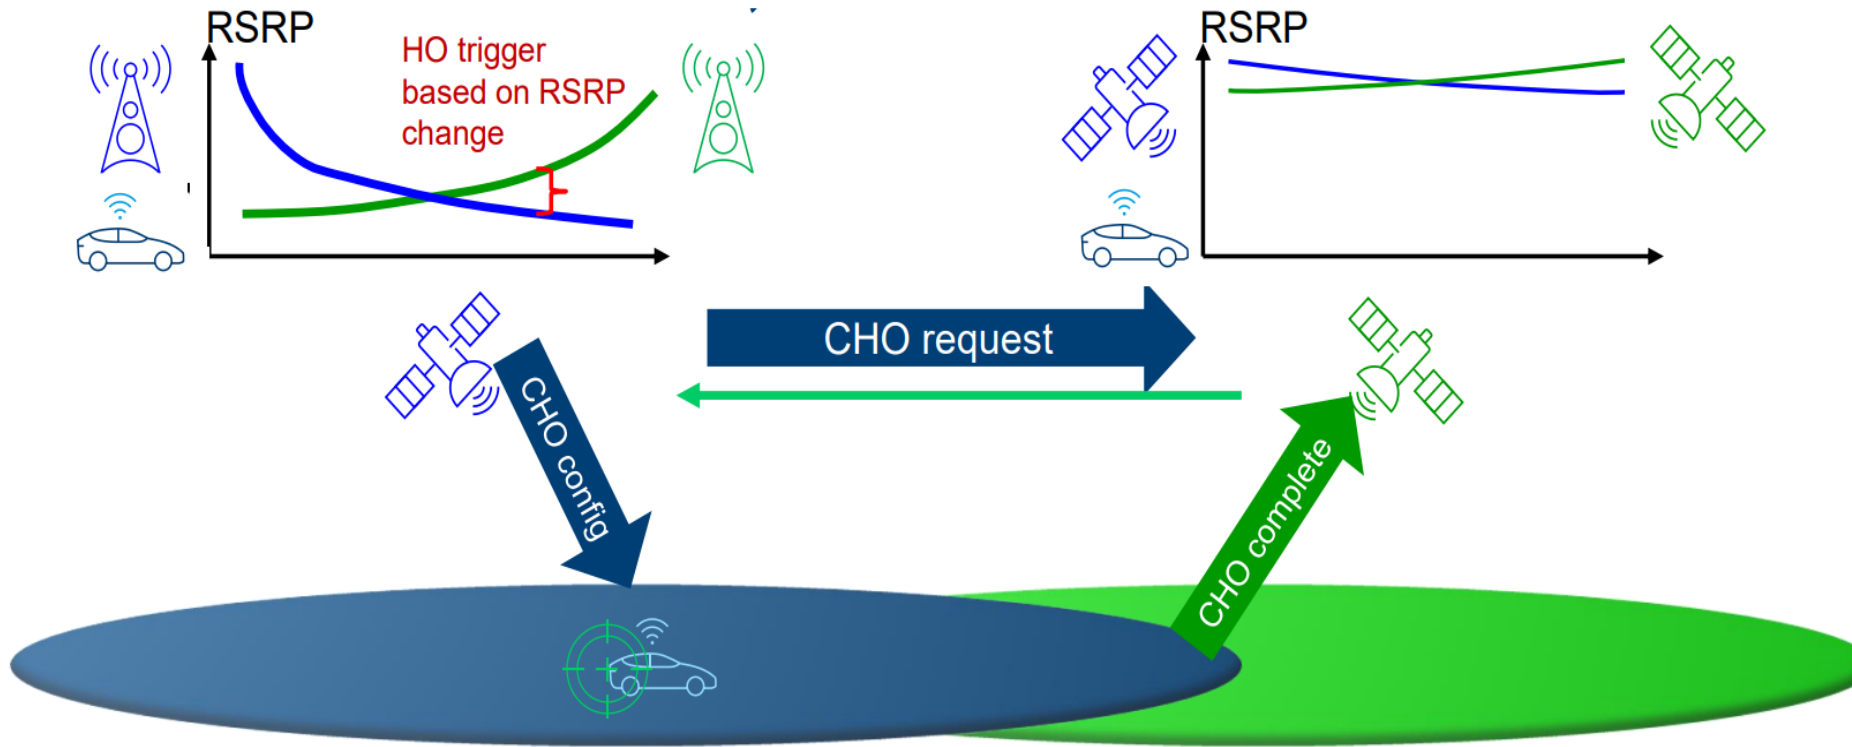 RSRP
HO trigger
based on RSRP
change
RSRP
CHO request
CHO config
CHO complete